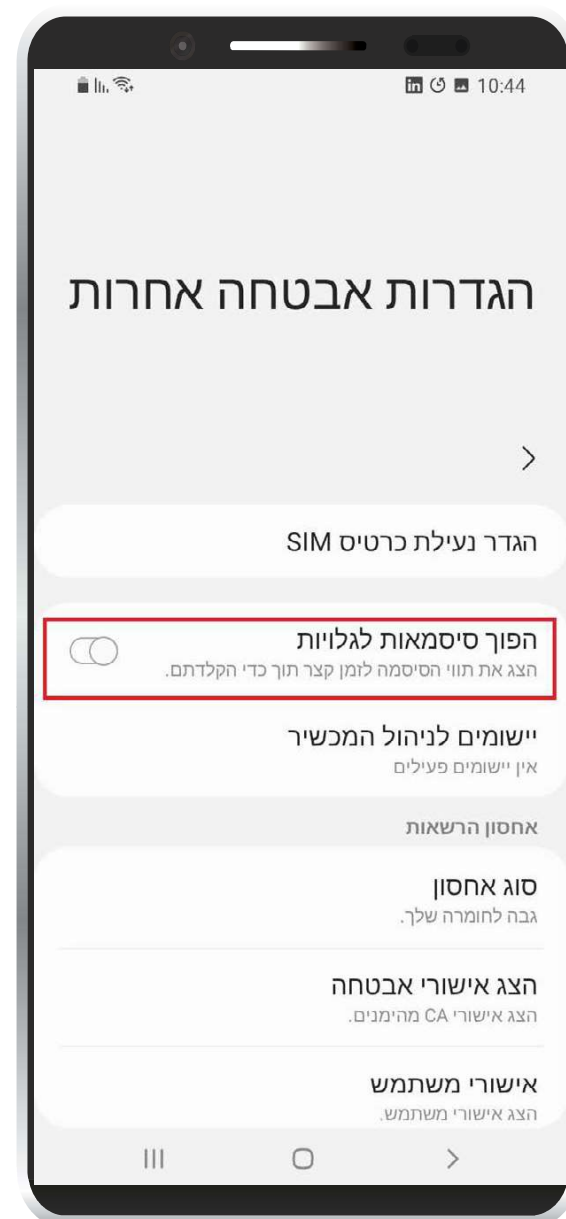 10:44
הגדרות אבטחה אחרות
הגדר נעילת כרטיס SIM
הפוך סיסמאות לגלויות
הצג את תווי הסיסמה לזמן קצר תוך כדי הקלדתם.
יישומים לניהול המכשיר
אין יישומים פעילים
אחסון הרשאות
סוג אחסון
גבה לחומרה שלך.
הצג אישורי אבטחה
הצג אישורי CA מהימנים.
אישורי משתמש
הצג אישורי משתמש.